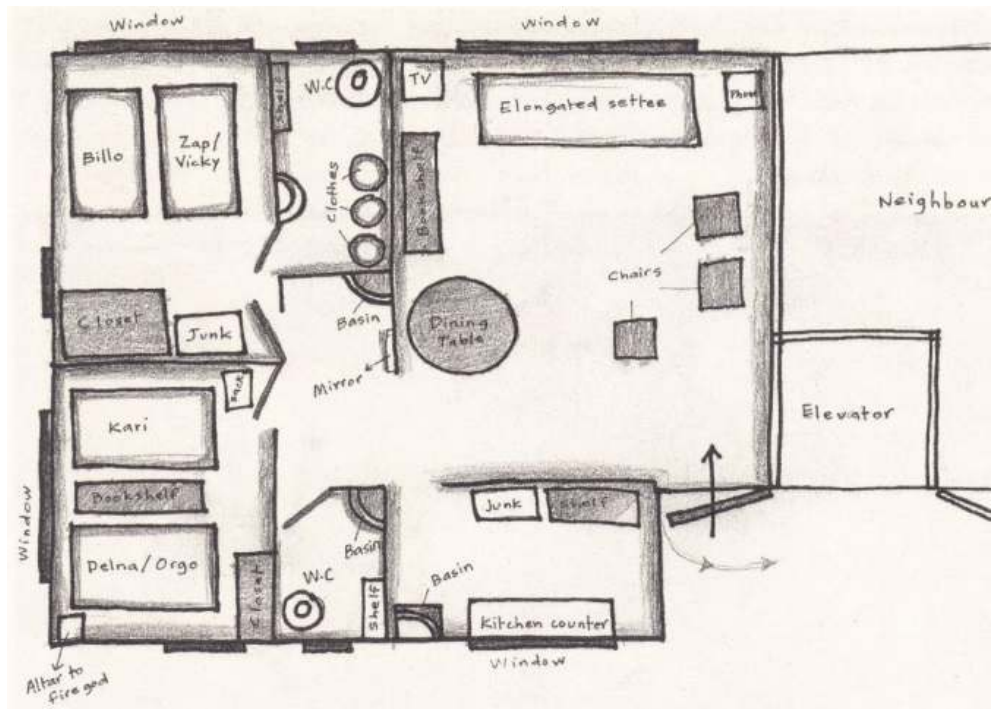 Window
Window
W.C
Shelf
TV
Elongated settee
Phone
Billo
Zap/
Vicky
Clothes
Bookshelf
Neighbour
Chairs
Closet
Junk
Basin
Dining
Table
Mirror
Rack
Kari
Elevator
Window
Bookshelf
Junk
Shelf
Delna/Orgo
Closet
Basin
W.C
Shelf
Basin
Kitchen counter
Window
Altar to
fire god